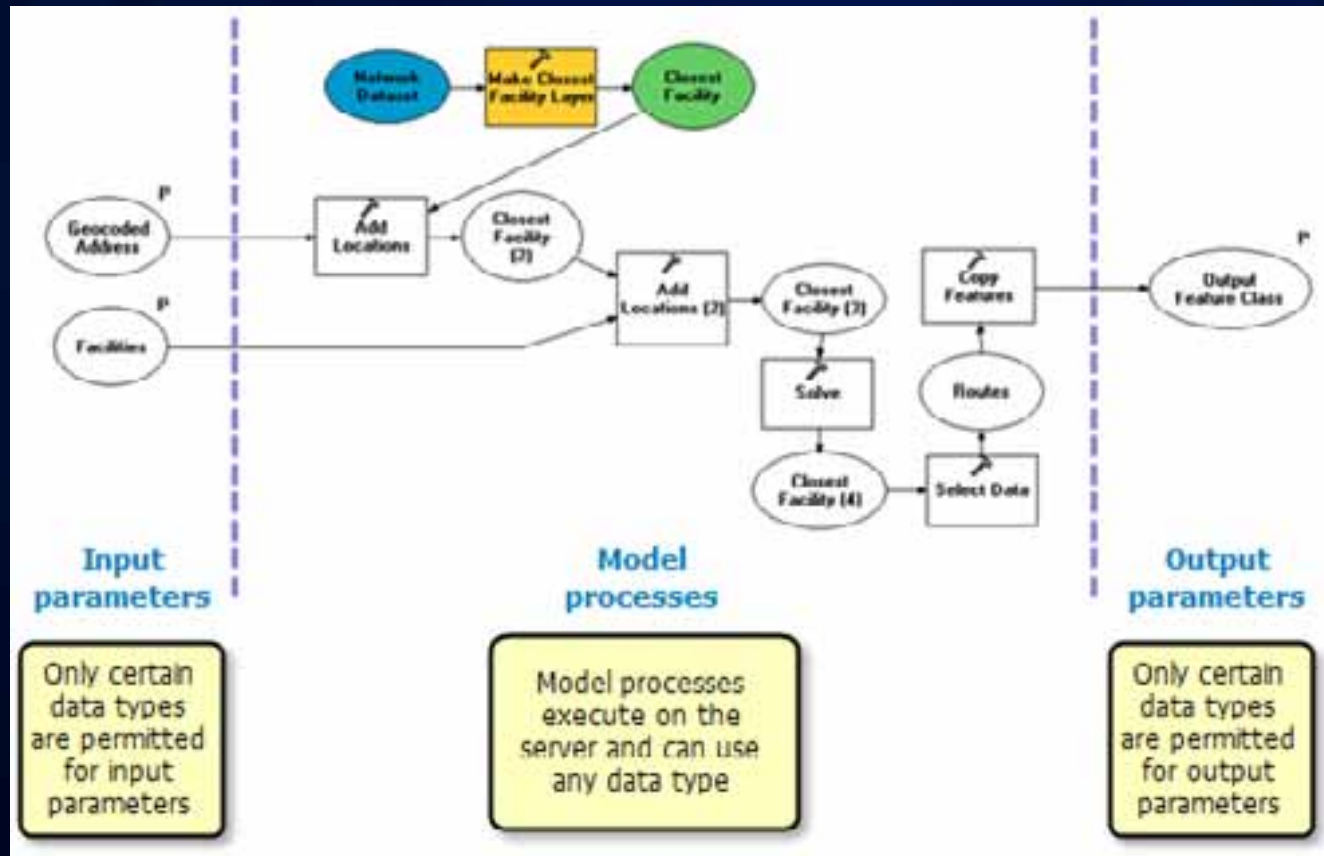 Network
Dataset
Make Closest
Facility Layer
Closest
Facility
P
Geocoded
Address
Add
Locations
Closest
Facility
(2)
P
Facilities
Add
Locations (2)
Closest
Facility (3)
Copy
Features
P
Output
Feature Class
Solve
Routes
Closest
Facility (4)
Select Data
Input
parameters
Model
processes
Output
parameters
Only certain
data types
are permitted
for input
parameters
Model processes
execute on the
server and can use
any data type
Only certain
data types
are permitted
for output
parameters